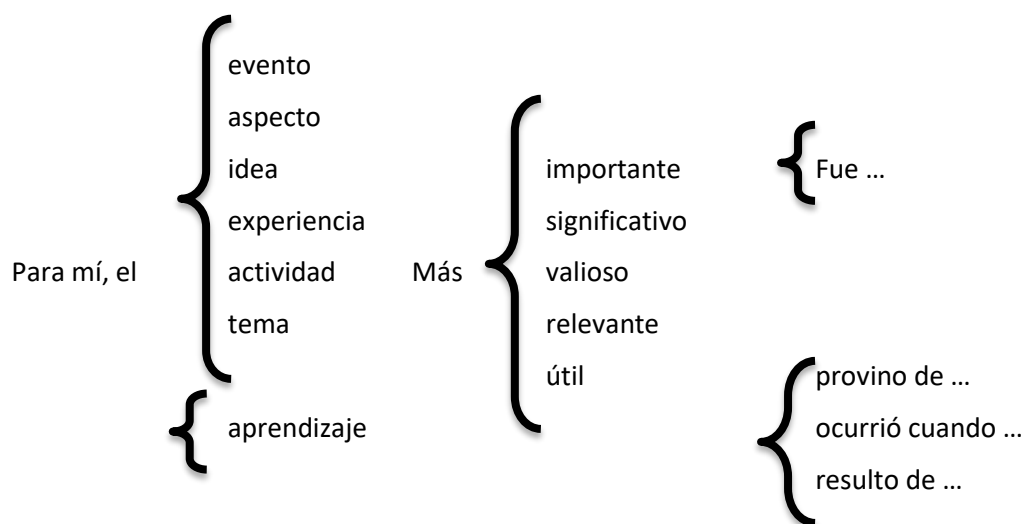 evento
aspecto
idea
experiencia
Para mí, el
actividad
tema
aprendizaje
Más
importante
significativo
valioso
relevante
útil
Fue …
provino de …
ocurrió cuando …
resulto de …